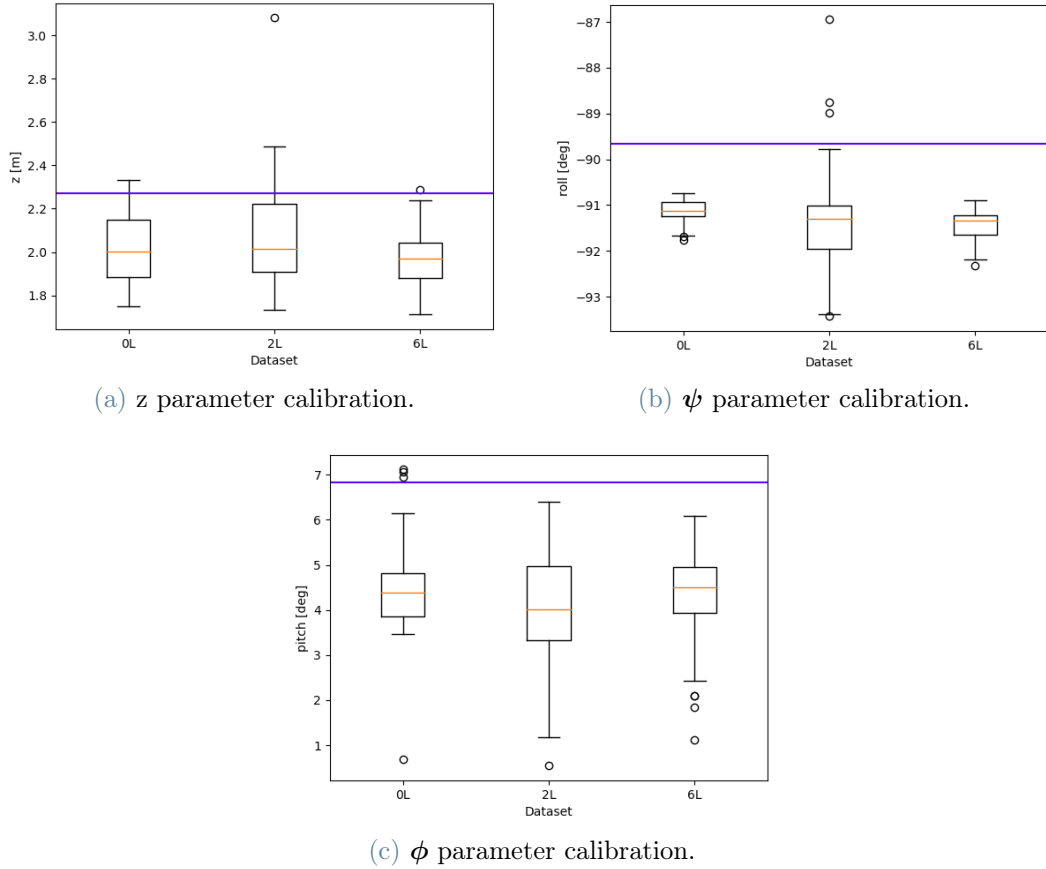 3.0
2.8
2.6
2.4
2.2
2.0
1.8
z [m]
0L 2L 6L
Dataset
(a) z parameter calibration.
−87
−88
−89
−90
−91
−92
−93
roll [deg]
0L 2L 6L
Dataset
(b) ψ parameter calibration.
7
6
5
4
3
2
1
pitch [deg]
0L 2L 6L
Dataset
(c) ϕ parameter calibration.